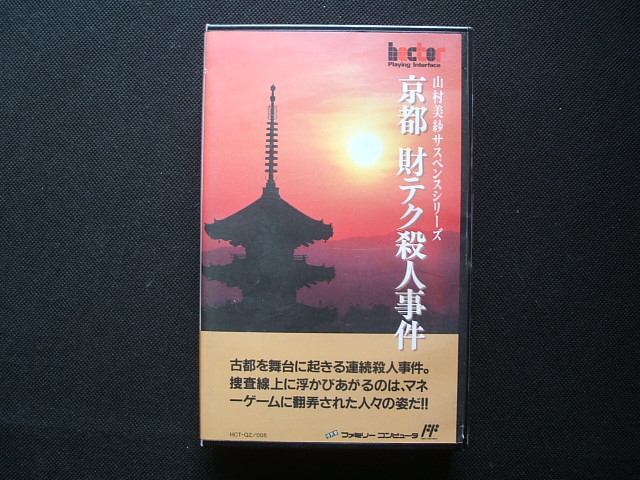 hector
Playing Interface
山村美紗サスペンスシリーズ
京都 財テク殺人事件
古都を舞台に起きる連続殺人事件。
捜査線上に浮かびあがるのは、マネ
ーゲームに翻弄された人々の姿だ!!
HCT-QZ/008
ファミリー コンピュータ